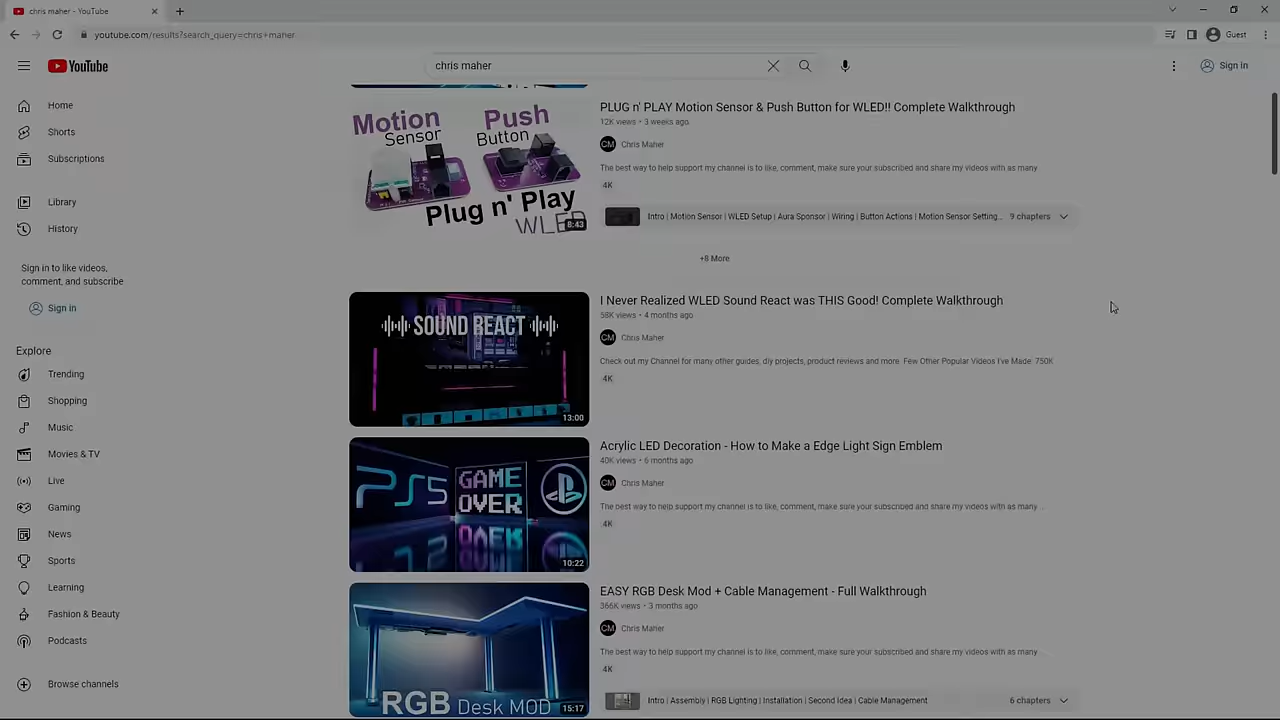 chris maher - YouTube
youtube.com/results?search_query=chris+maher
Guest
YouTube
chris maher
Sign in
Home
Shorts
Subscriptions
Library
History
Sign in to like videos,
comment, and subscribe
Sign in
Explore
Trending
Shopping
Music
Movies & TV
Live
Gaming
News
Sports
Learning
Fashion & Beauty
Podcasts
Browse channels
Motion Push
Sensor Button
Plug n' Play
WLED
8:43
PLUG n' PLAY Motion Sensor & Push Button for WLED!! Complete Walkthrough
12K views • 3 weeks ago
CM Chris Maher
The best way to help support my channel is to like, comment, make sure your subscribed and share my videos with as many
4K
Intro | Motion Sensor | WLED Setup | Aura Sponsor | Wiring | Button Actions | Motion Sensor Setting... 9 chapters
+8 More
SOUND REACT
13:00
I Never Realized WLED Sound React was THIS Good! Complete Walkthrough
58K views • 4 months ago
CM Chris Maher
Check out my Channel for many other guides, diy projects, product reviews and more. Few Other Popular Videos I've Made: 750K
4K
PS5 GAME
OVER
10:22
Acrylic LED Decoration - How to Make a Edge Light Sign Emblem
40K views • 6 months ago
CM Chris Maher
The best way to help support my channel is to like, comment, make sure your subscribed and share my videos with as many ...
4K
RGB Desk MOD
15:17
EASY RGB Desk Mod + Cable Management - Full Walkthrough
366K views • 3 months ago
CM Chris Maher
The best way to help support my channel is to like, comment, make sure your subscribed and share my videos with as many ...
4K
Intro | Assembly | RGB Lighting | Installation | Second Idea | Cable Management 6 chapters